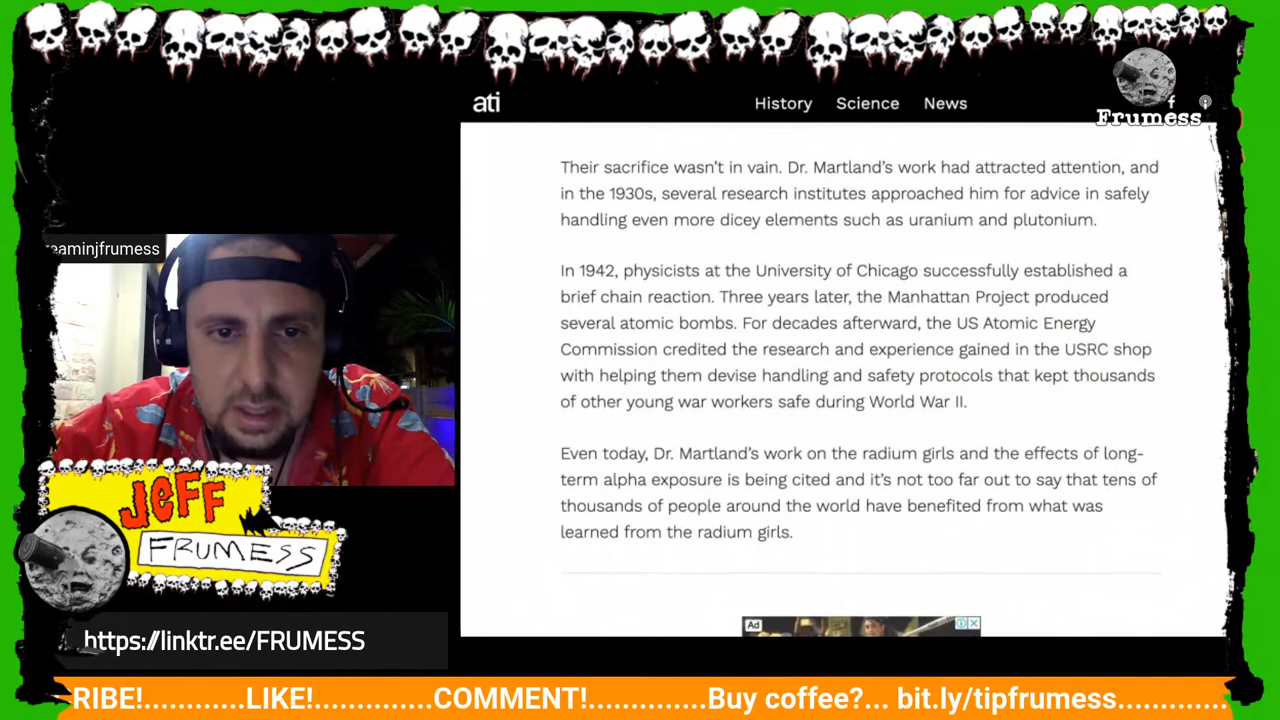 ati
History Science News
f
Frumess
Their sacrifice wasn't in vain. Dr. Martland's work had attracted attention, and
in the 1930s, several research institutes approached him for advice in safely
handling even more dicey elements such as uranium and plutonium.
In 1942, physicists at the University of Chicago successfully established a
brief chain reaction. Three years later, the Manhattan Project produced
several atomic bombs. For decades afterward, the US Atomic Energy
Commission credited the research and experience gained in the USRC shop
with helping them devise handling and safety protocols that kept thousands
of other young war workers safe during World War II.
Even today, Dr. Martland's work on the radium girls and the effects of long-
term alpha exposure is being cited and it's not too far out to say that tens of
thousands of people around the world have benefited from what was
learned from the radium girls.
Ad
eaminjfrumess
JEFF
FRUMESS
https://linktr.ee/FRUMESS
RIBE!............LIKE!..............COMMENT!..............Buy coffee?... bit.ly/tipfrumess.............